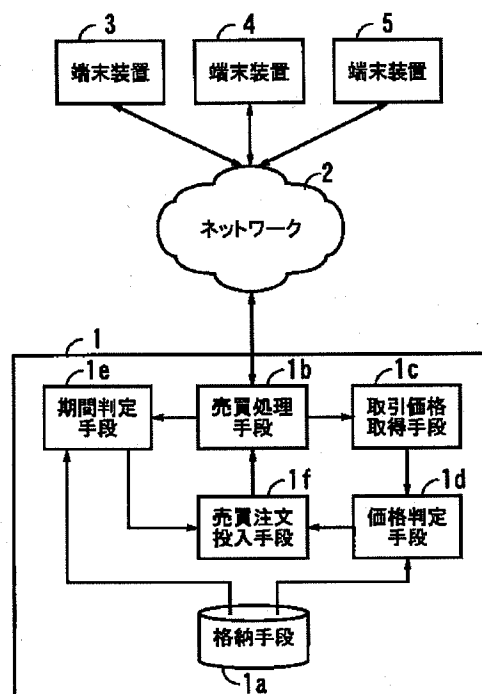 3
4
5
端末装置
端末装置
端末装置
2
ネットワーク
1
1e
1b
1c
期間判定
手段
売買処理
手段
取引価格
取得手段
1f
1d
売買注文
投入手段
価格判定
手段
格納手段
1a